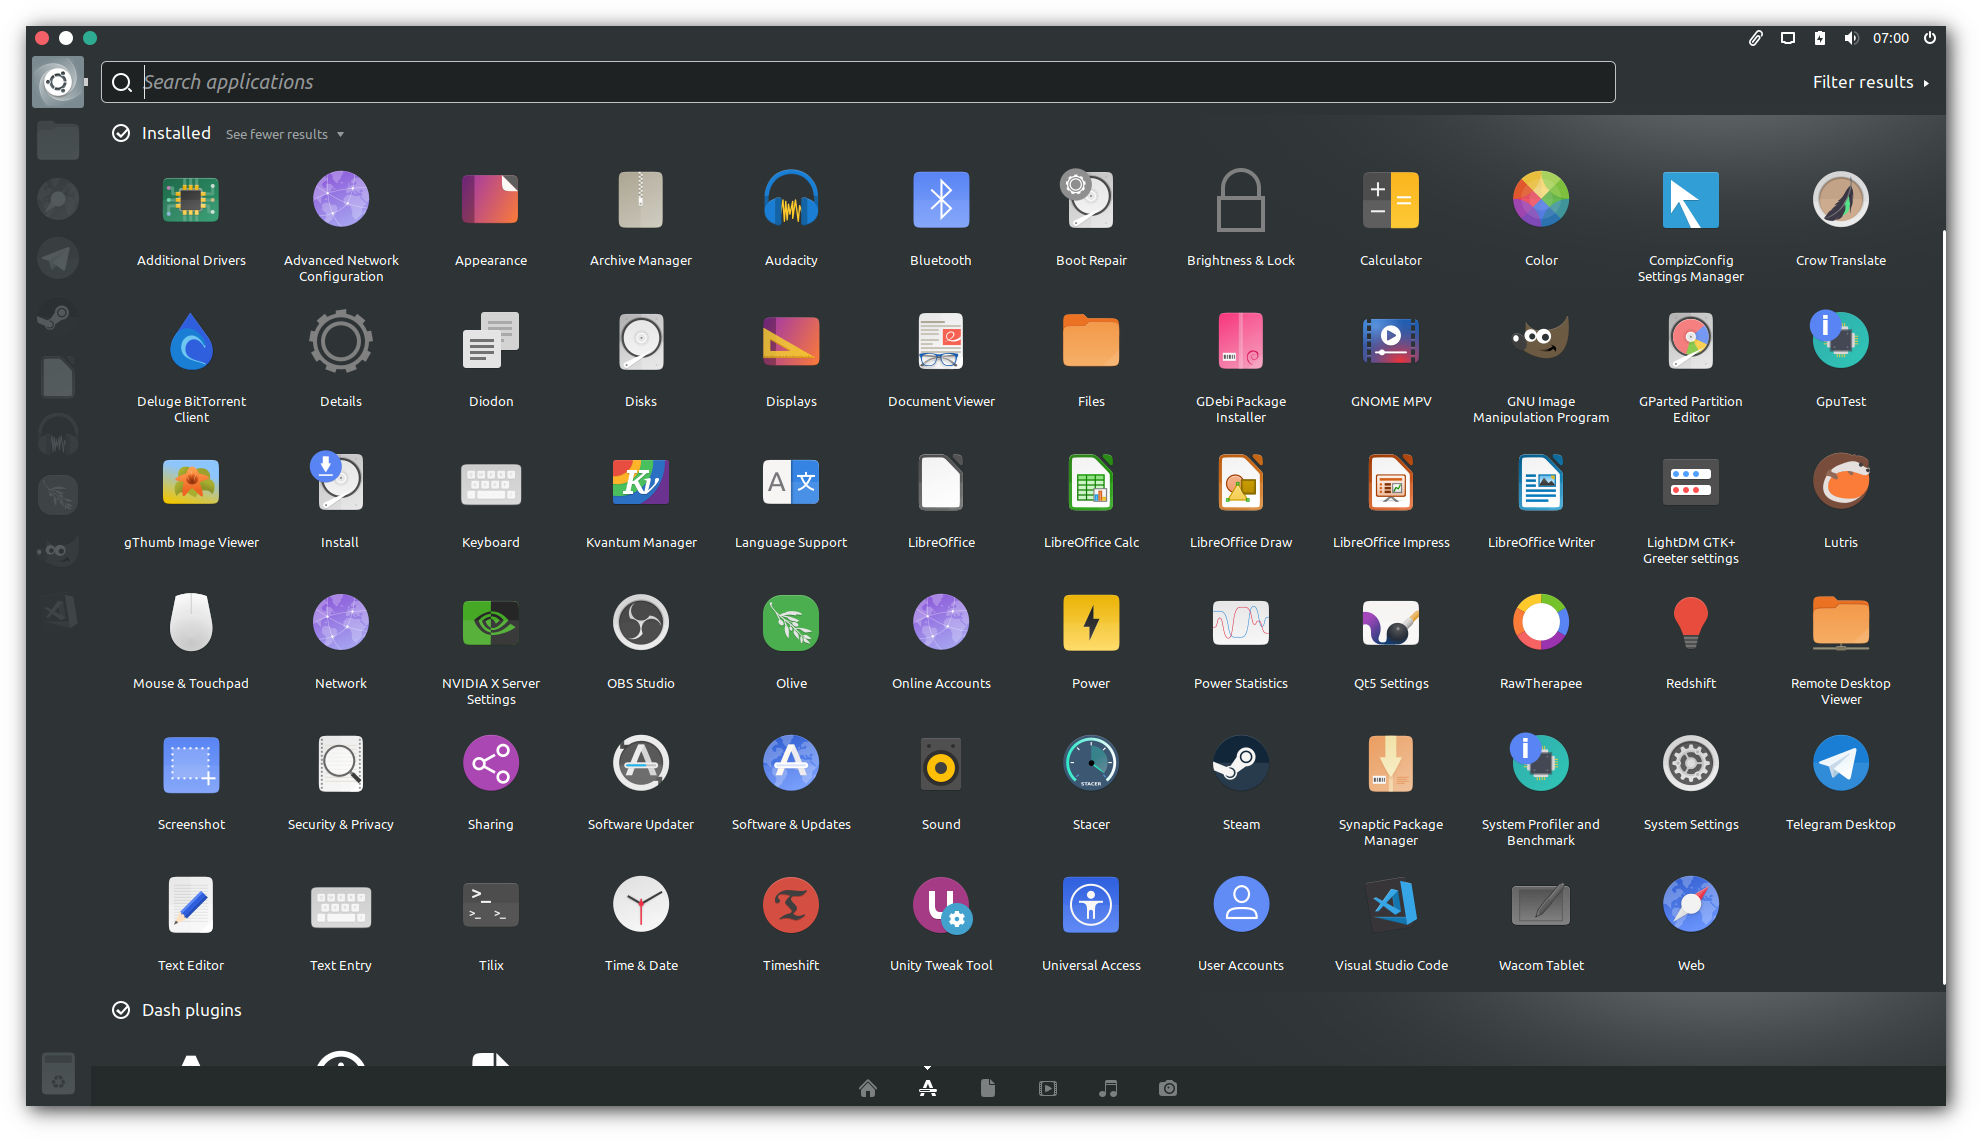 07:00
Search applications
Filter results
Installed See fewer results
Additional Drivers
Advanced Network
Configuration
Appearance
Archive Manager
Audacity
Bluetooth
Boot Repair
Brightness & Lock
Calculator
Color
CompizConfig
Settings Manager
Crow Translate
Deluge BitTorrent
Client
Details
Diodon
Disks
Displays
Document Viewer
Files
GDebi Package
Installer
GNOME MPV
GNU Image
Manipulation Program
GParted Partition
Editor
GpuTest
gThumb Image Viewer
Install
Keyboard
Kvantum Manager
Language Support
LibreOffice
LibreOffice Calc
LibreOffice Draw
LibreOffice Impress
LibreOffice Writer
LightDM GTK+
Greeter settings
Lutris
Mouse & Touchpad
Network
NVIDIA X Server
Settings
OBS Studio
Olive
Online Accounts
Power
Power Statistics
Qt5 Settings
RawTherapee
Redshift
Remote Desktop
Viewer
Screenshot
Security & Privacy
Sharing
Software Updater
Software & Updates
Sound
STACER
Stacer
Steam
Synaptic Package
Manager
System Profiler and
Benchmark
System Settings
Telegram Desktop
Text Editor
Text Entry
Tilix
Time & Date
Timeshift
Unity Tweak Tool
Universal Access
User Accounts
Visual Studio Code
Wacom Tablet
Web
Dash plugins